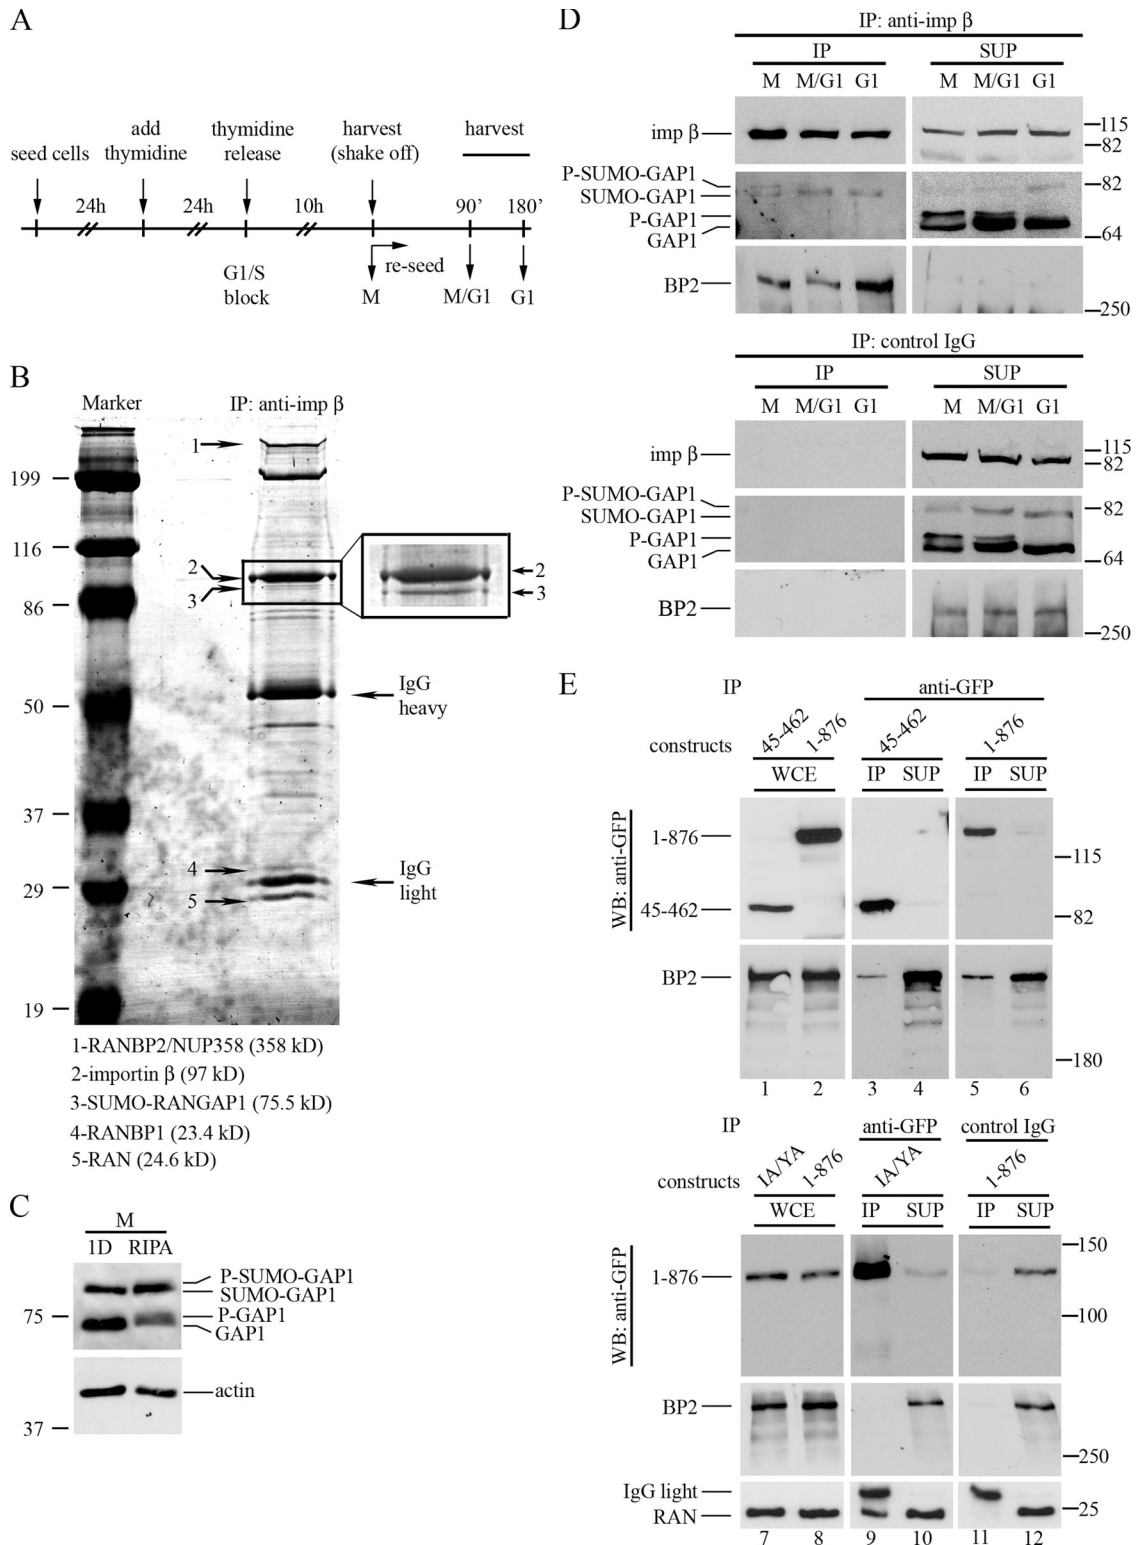 A
seed cells
add
thymidine
thymidine
release
harvest
(shake off)
harvest
24h
24h
10h
90’
180’
G1/S
block
re-seed
M
M/G1
G1
B
Marker
IP: anti-imp β
1
199
116
2
3
2
3
86
IgG
heavy
50
37
4
IgG
light
29
5
19
1-RANBP2/NUP358 (358 kD)
2-importin β (97 kD)
3-SUMO-RANGAP1 (75.5 kD)
4-RANBP1 (23.4 kD)
5-RAN (24.6 kD)
C
M
1D RIPA
P-SUMO-GAP1
SUMO-GAP1
75
P-GAP1
GAP1
actin
37
D
IP: anti-imp β
IP SUP
M M/G1 G1 M M/G1 G1
imp β
115
82
P-SUMO-GAP1
SUMO-GAP1
82
P-GAP1
GAP1
64
BP2
250
IP: control IgG
IP SUP
M M/G1 G1 M M/G1 G1
imp β
115
82
P-SUMO-GAP1
SUMO-GAP1
82
P-GAP1
GAP1
64
BP2
250
E
IP
anti-GFP
constructs
45-462 1-876 45-462 1-876
WCE IP SUP IP SUP
WB: anti-GFP
1-876
115
45-462
82
BP2
180
1 2 3 4 5 6
IP
anti-GFP control IgG
constructs
IA/YA 1-876 IA/YA 1-876
WCE IP SUP IP SUP
WB: anti-GFP
150
1-876
100
BP2
250
IgG light
RAN
25
7 8 9 10 11 12